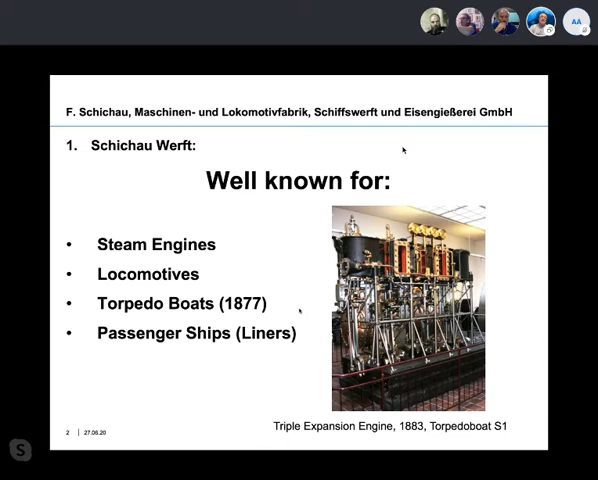 AA
F. Schichau, Maschinen- und Lokomotivfabrik, Schiffswerft und Eisengießerei GmbH
1. Schichau Werft:
Well known for:
• Steam Engines
• Locomotives
• Torpedo Boats (1877)
• Passenger Ships (Liners)
Triple Expansion Engine, 1883, Torpedoboat S1
2 | 27.06.20
S